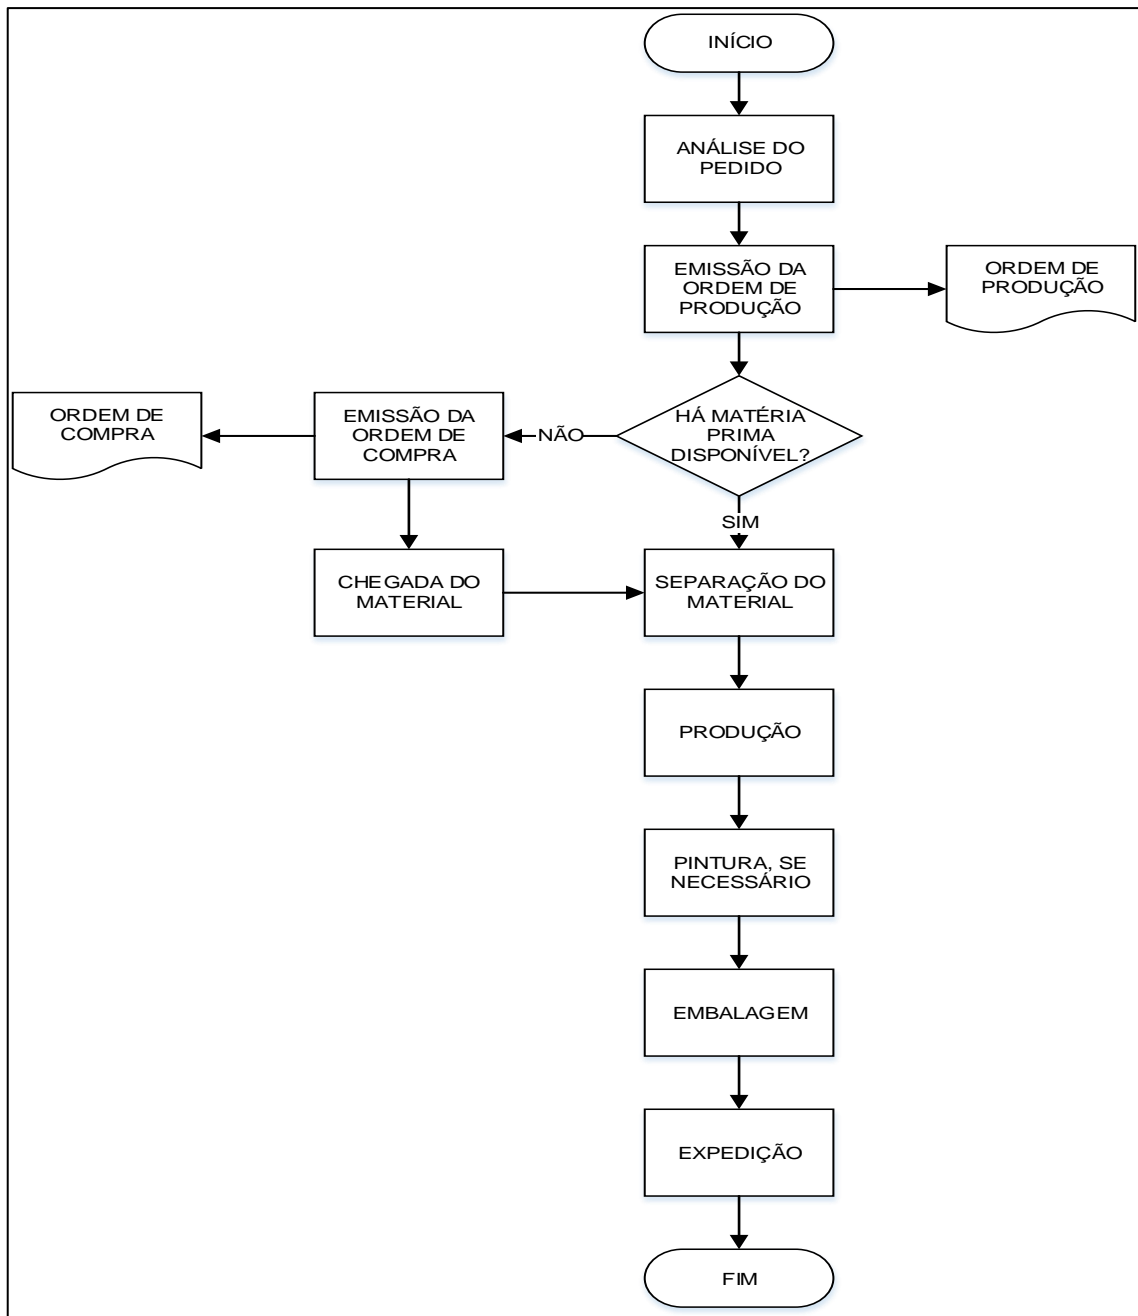 INÍCIO
ANÁLISE DO
PEDIDO
EMISSÃO DA
ORDEM DE
PRODUÇÃO
ORDEM DE
PRODUÇÃO
ORDEM DE
COMPRA
EMISSÃO DA
ORDEM DE
COMPRA
NÃO
HÁ MATÉRIA
PRIMA
DISPONÍVEL?
SIM
CHEGADA DO
MATERIAL
SEPARAÇÃO DO
MATERIAL
PRODUÇÃO
PINTURA, SE
NECESSÁRIO
EMBALAGEM
EXPEDIÇÃO
FIM